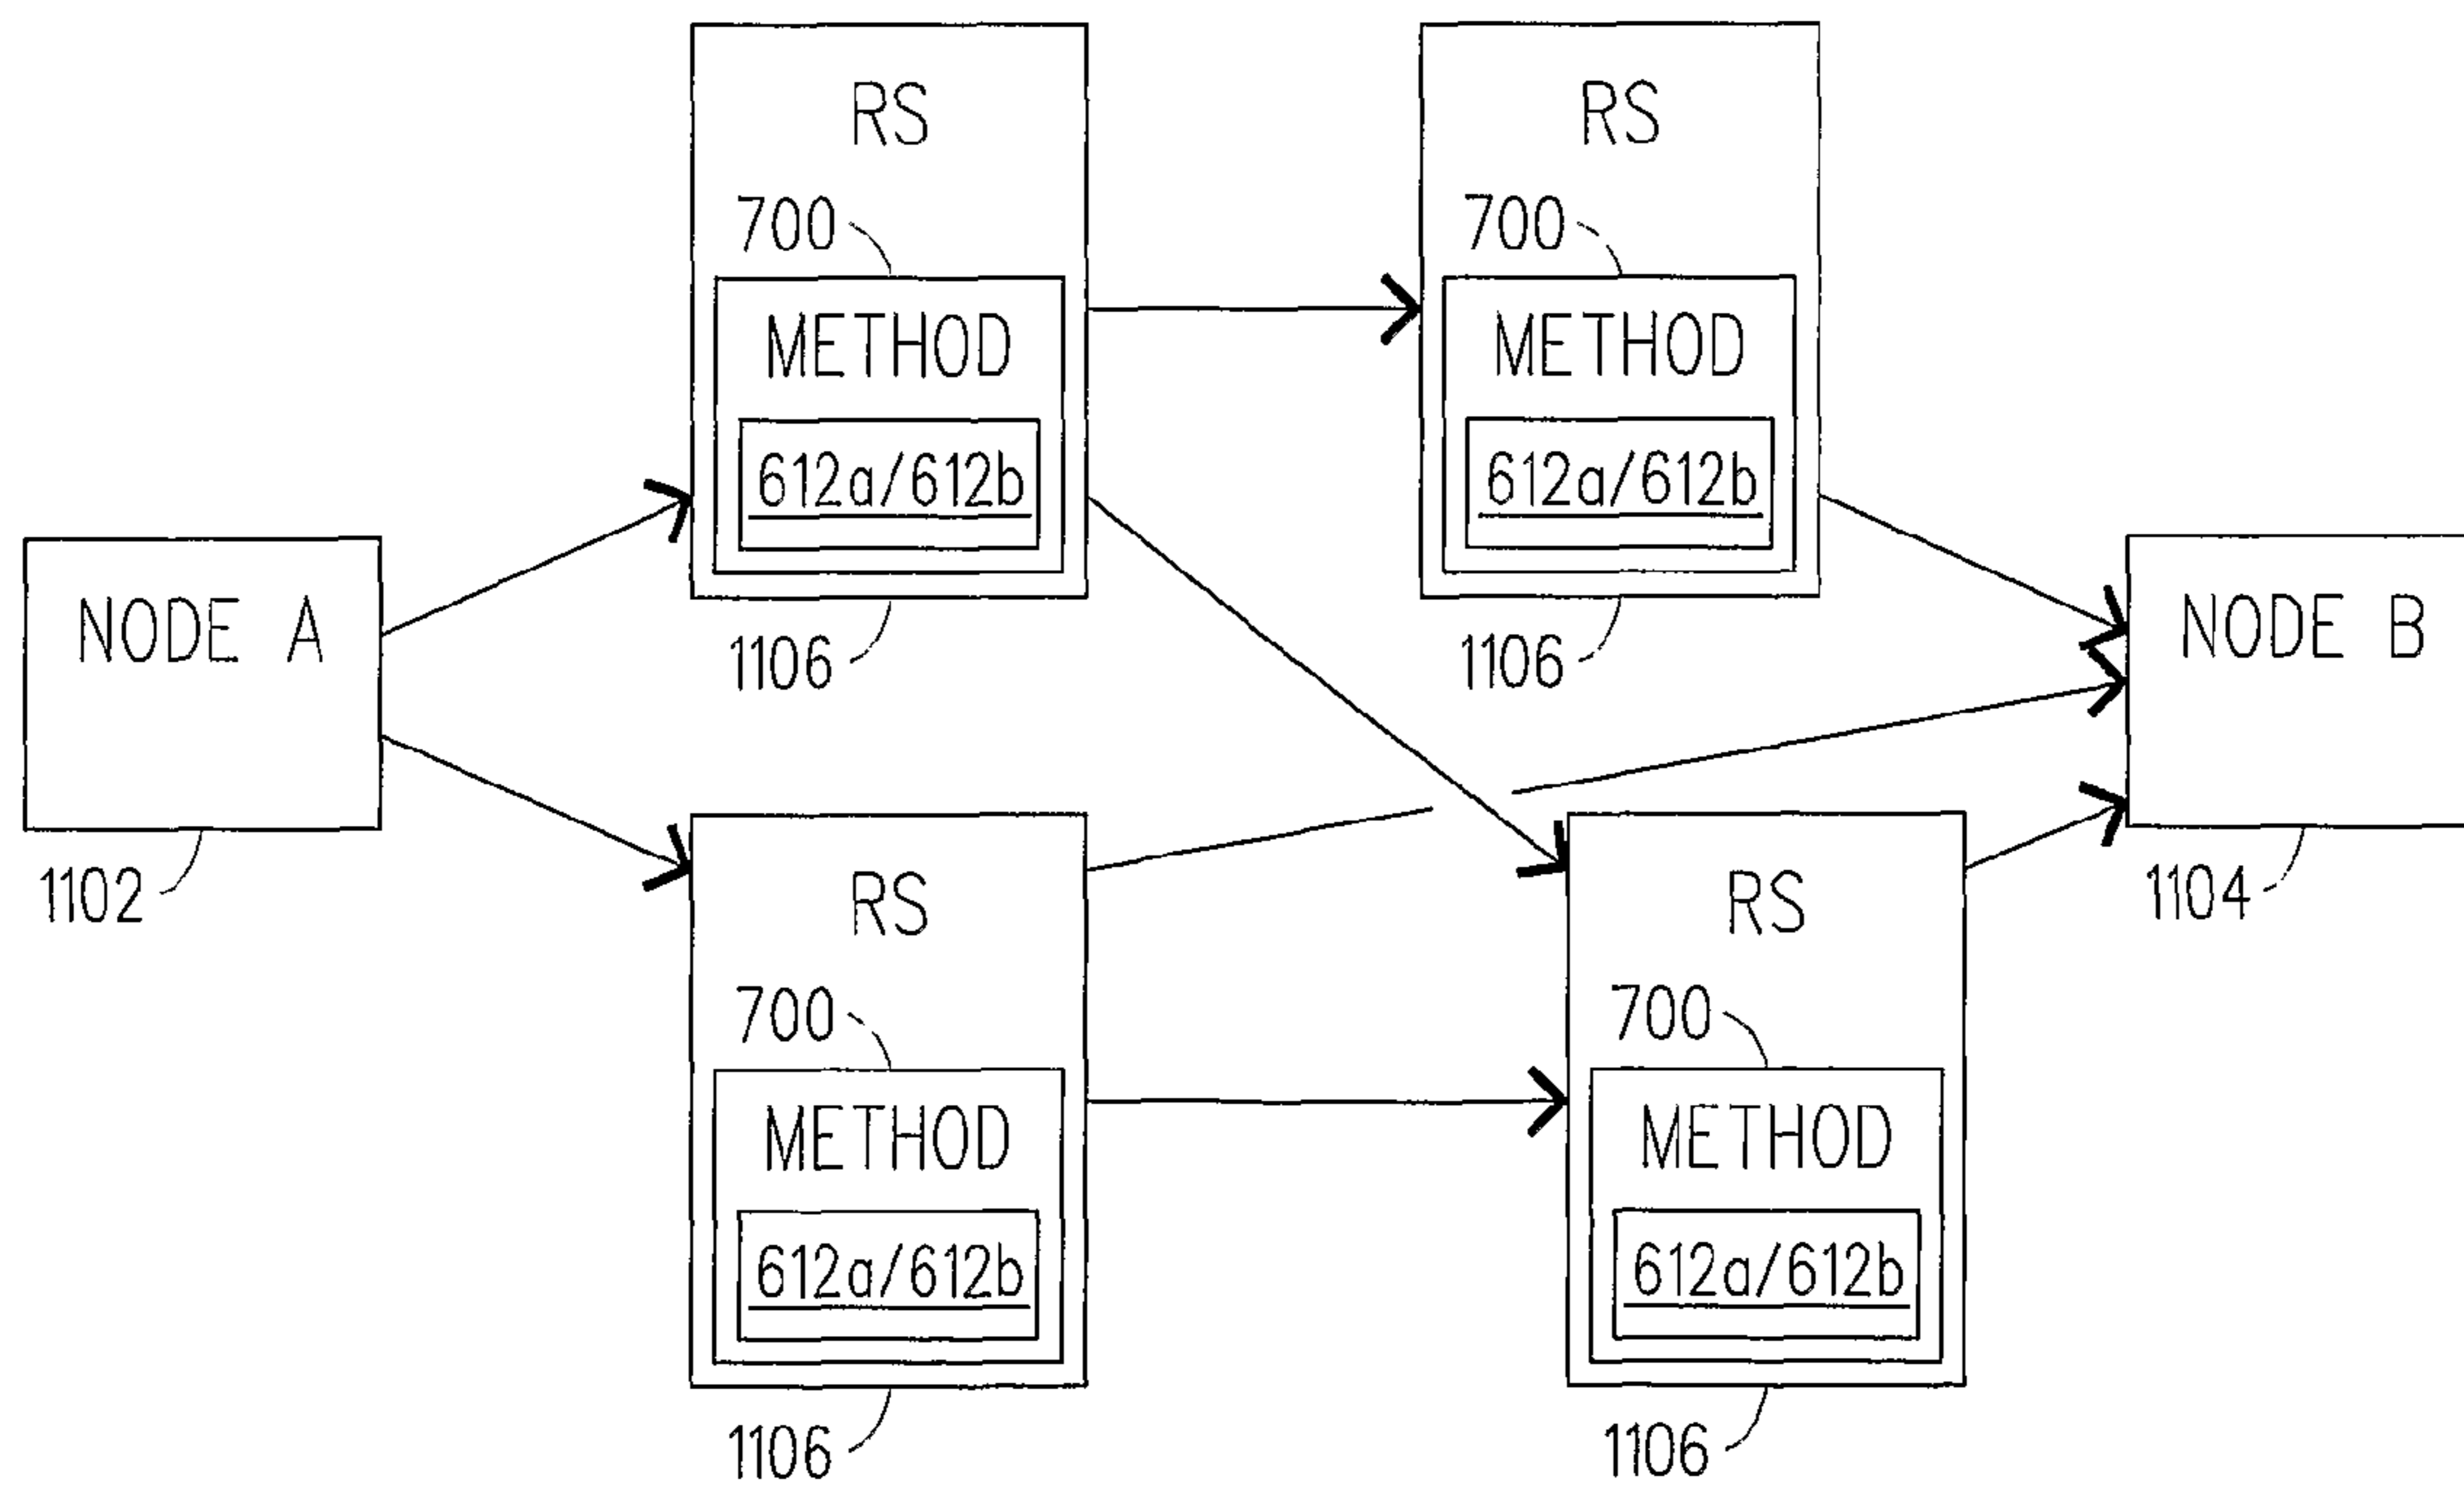 RS
700
METHOD
612a/612b
1106
RS
700
METHOD
612a/612b
1106
NODE A
1102
NODE B
1104
RS
700
METHOD
612a/612b
1106
RS
700
METHOD
612a/612b
1106